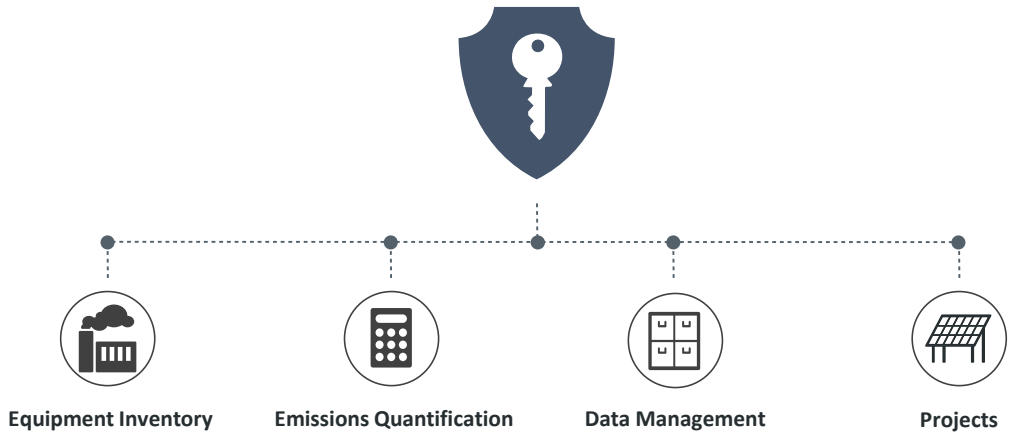 Equipment Inventory
Emissions Quantification
Data Management
Projects